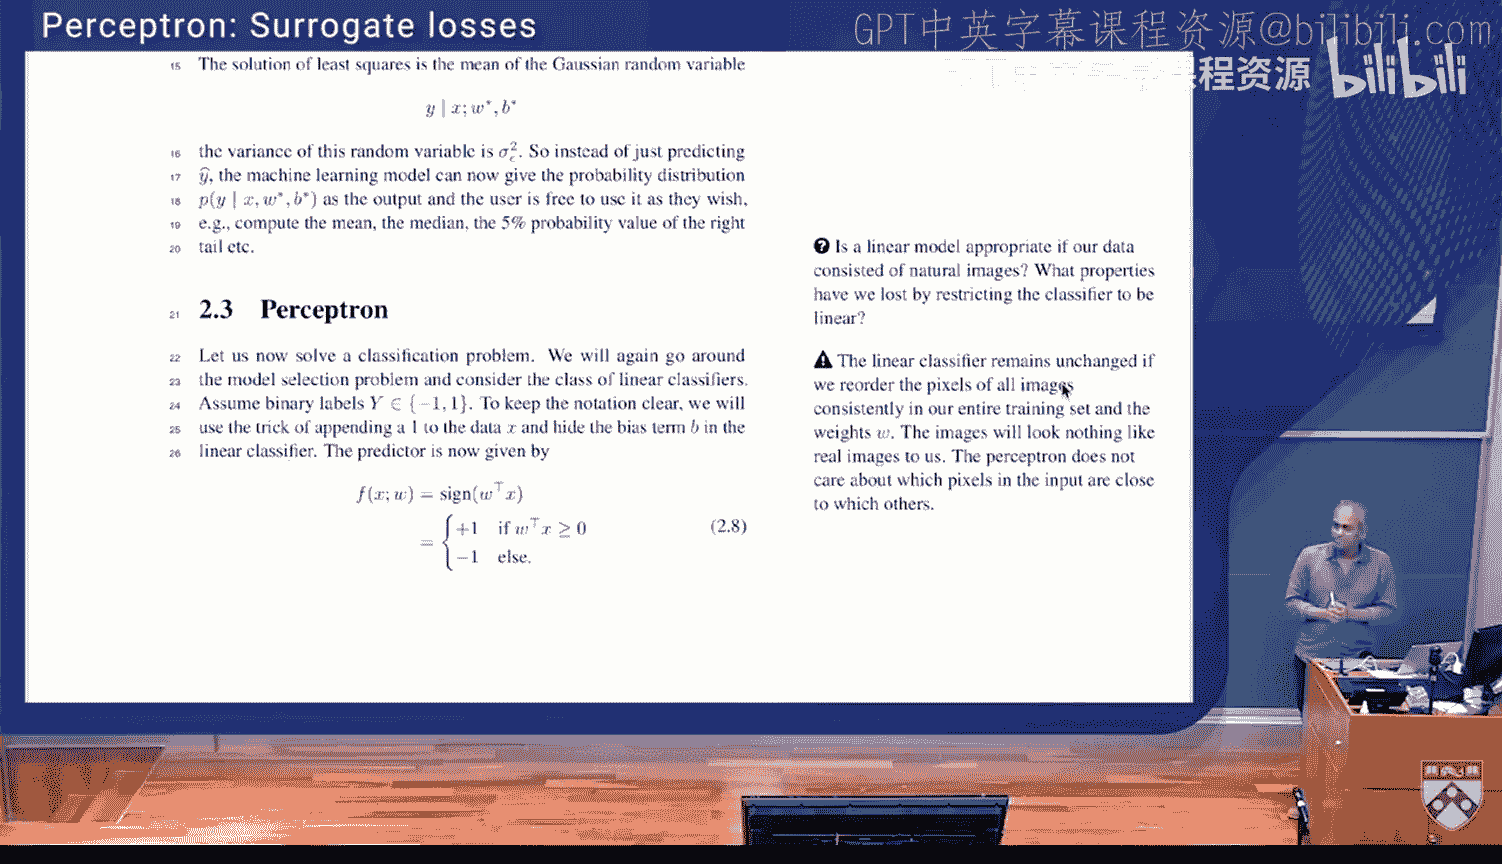 Perceptron: Surrogate losses
GPT中英字幕课程资源@bilibili.com
课程资源 bilibili
15 The solution of least squares is the mean of the Gaussian random variable
y | x; w*, b*
16 the variance of this random variable is σ_ϵ^2. So instead of just predicting
17 ŷ, the machine learning model can now give the probability distribution
18 p(y | x, w*, b*) as the output and the user is free to use it as they wish,
19 e.g., compute the mean, the median, the 5% probability value of the right
20 tail etc.
21 2.3 Perceptron
22 Let us now solve a classification problem. We will again go around
23 the model selection problem and consider the class of linear classifiers.
24 Assume binary labels Y ∈ {−1, 1}. To keep the notation clear, we will
25 use the trick of appending a 1 to the data x and hide the bias term b in the
26 linear classifier. The predictor is now given by
f(x; w) = sign(w⊤x)
= { +1 if w⊤x ≥ 0 (2.8)
−1 else.
? Is a linear model appropriate if our data
consisted of natural images? What properties
have we lost by restricting the classifier to be
linear?
! The linear classifier remains unchanged if
we reorder the pixels of all images
consistently in our entire training set and the
weights w. The images will look nothing like
real images to us. The perceptron does not
care about which pixels in the input are close
to which others.